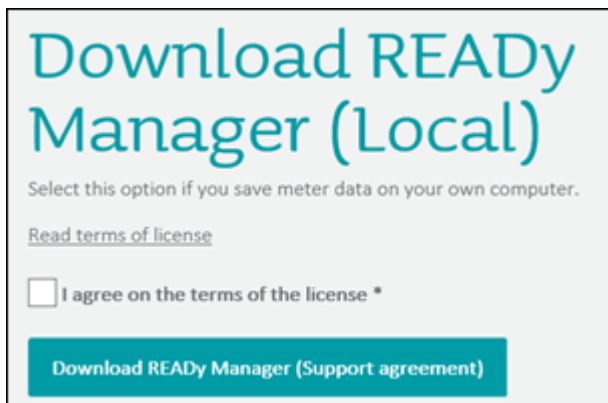 Download READy
Manager (Local)
Select this option if you save meter data on your own computer.
Read terms of license
I agree on the terms of the license *
Download READy Manager (Support agreement)